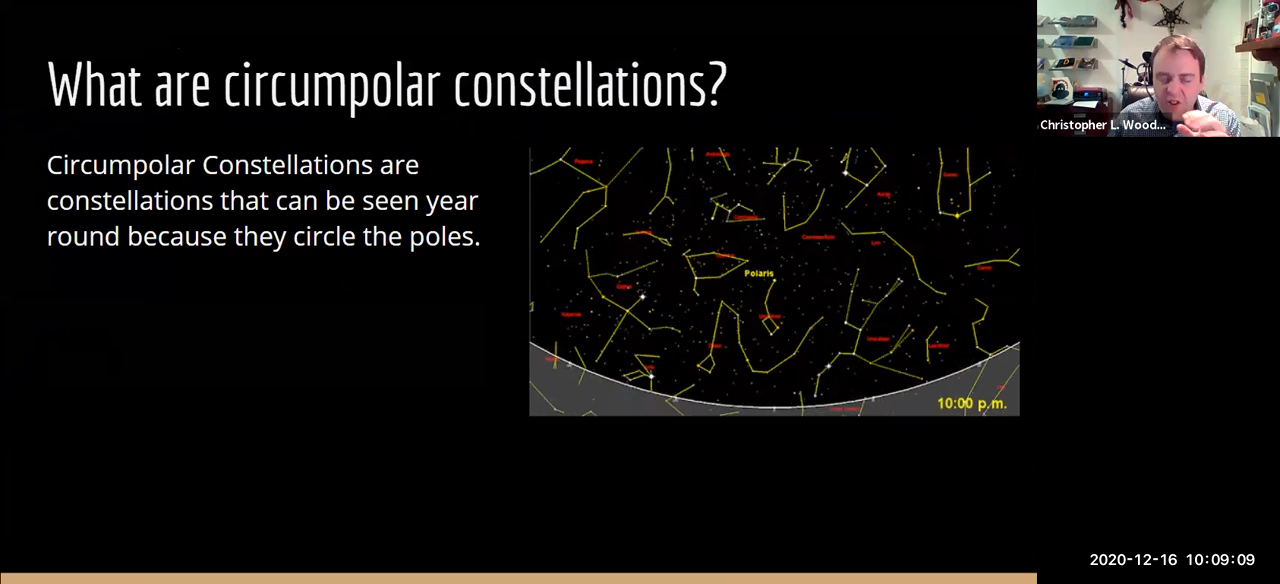 What are circumpolar constellations?
Christopher L. Wood...
Circumpolar Constellations are
constellations that can be seen year
round because they circle the poles.
Polaris
10:00 p.m.
2020-12-16 10:09:09